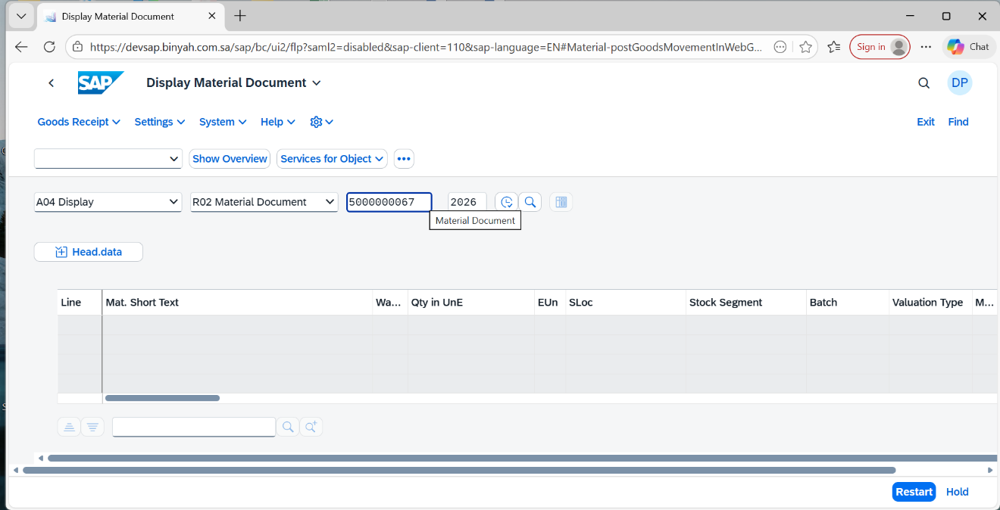 Display Material Document
https://devsap.binyah.com.sa/sap/bc/ui2/flp?saml2=disabled&sap-client=110&sap-language=EN#Material-postGoodsMovementInWebG...
Sign in
Chat
SAP
Display Material Document
DP
Goods Receipt
Settings
System
Help
Exit
Find
Show Overview
Services for Object
A04 Display
R02 Material Document
5000000067
2026
Material Document
Head.data
Line
Mat. Short Text
Wa...
Qty in UnE
EUn
SLoc
Stock Segment
Batch
Valuation Type
M...
Restart
Hold